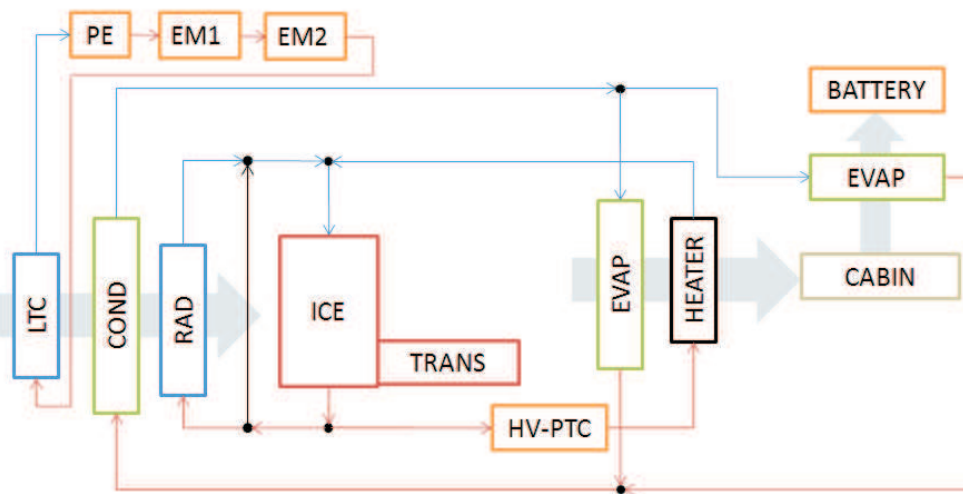 PE
EM1
EM2
BATTERY
EVAP
CABIN
LTC
COND
RAD
ICE
TRANS
EVAP
HEATER
HV-PTC